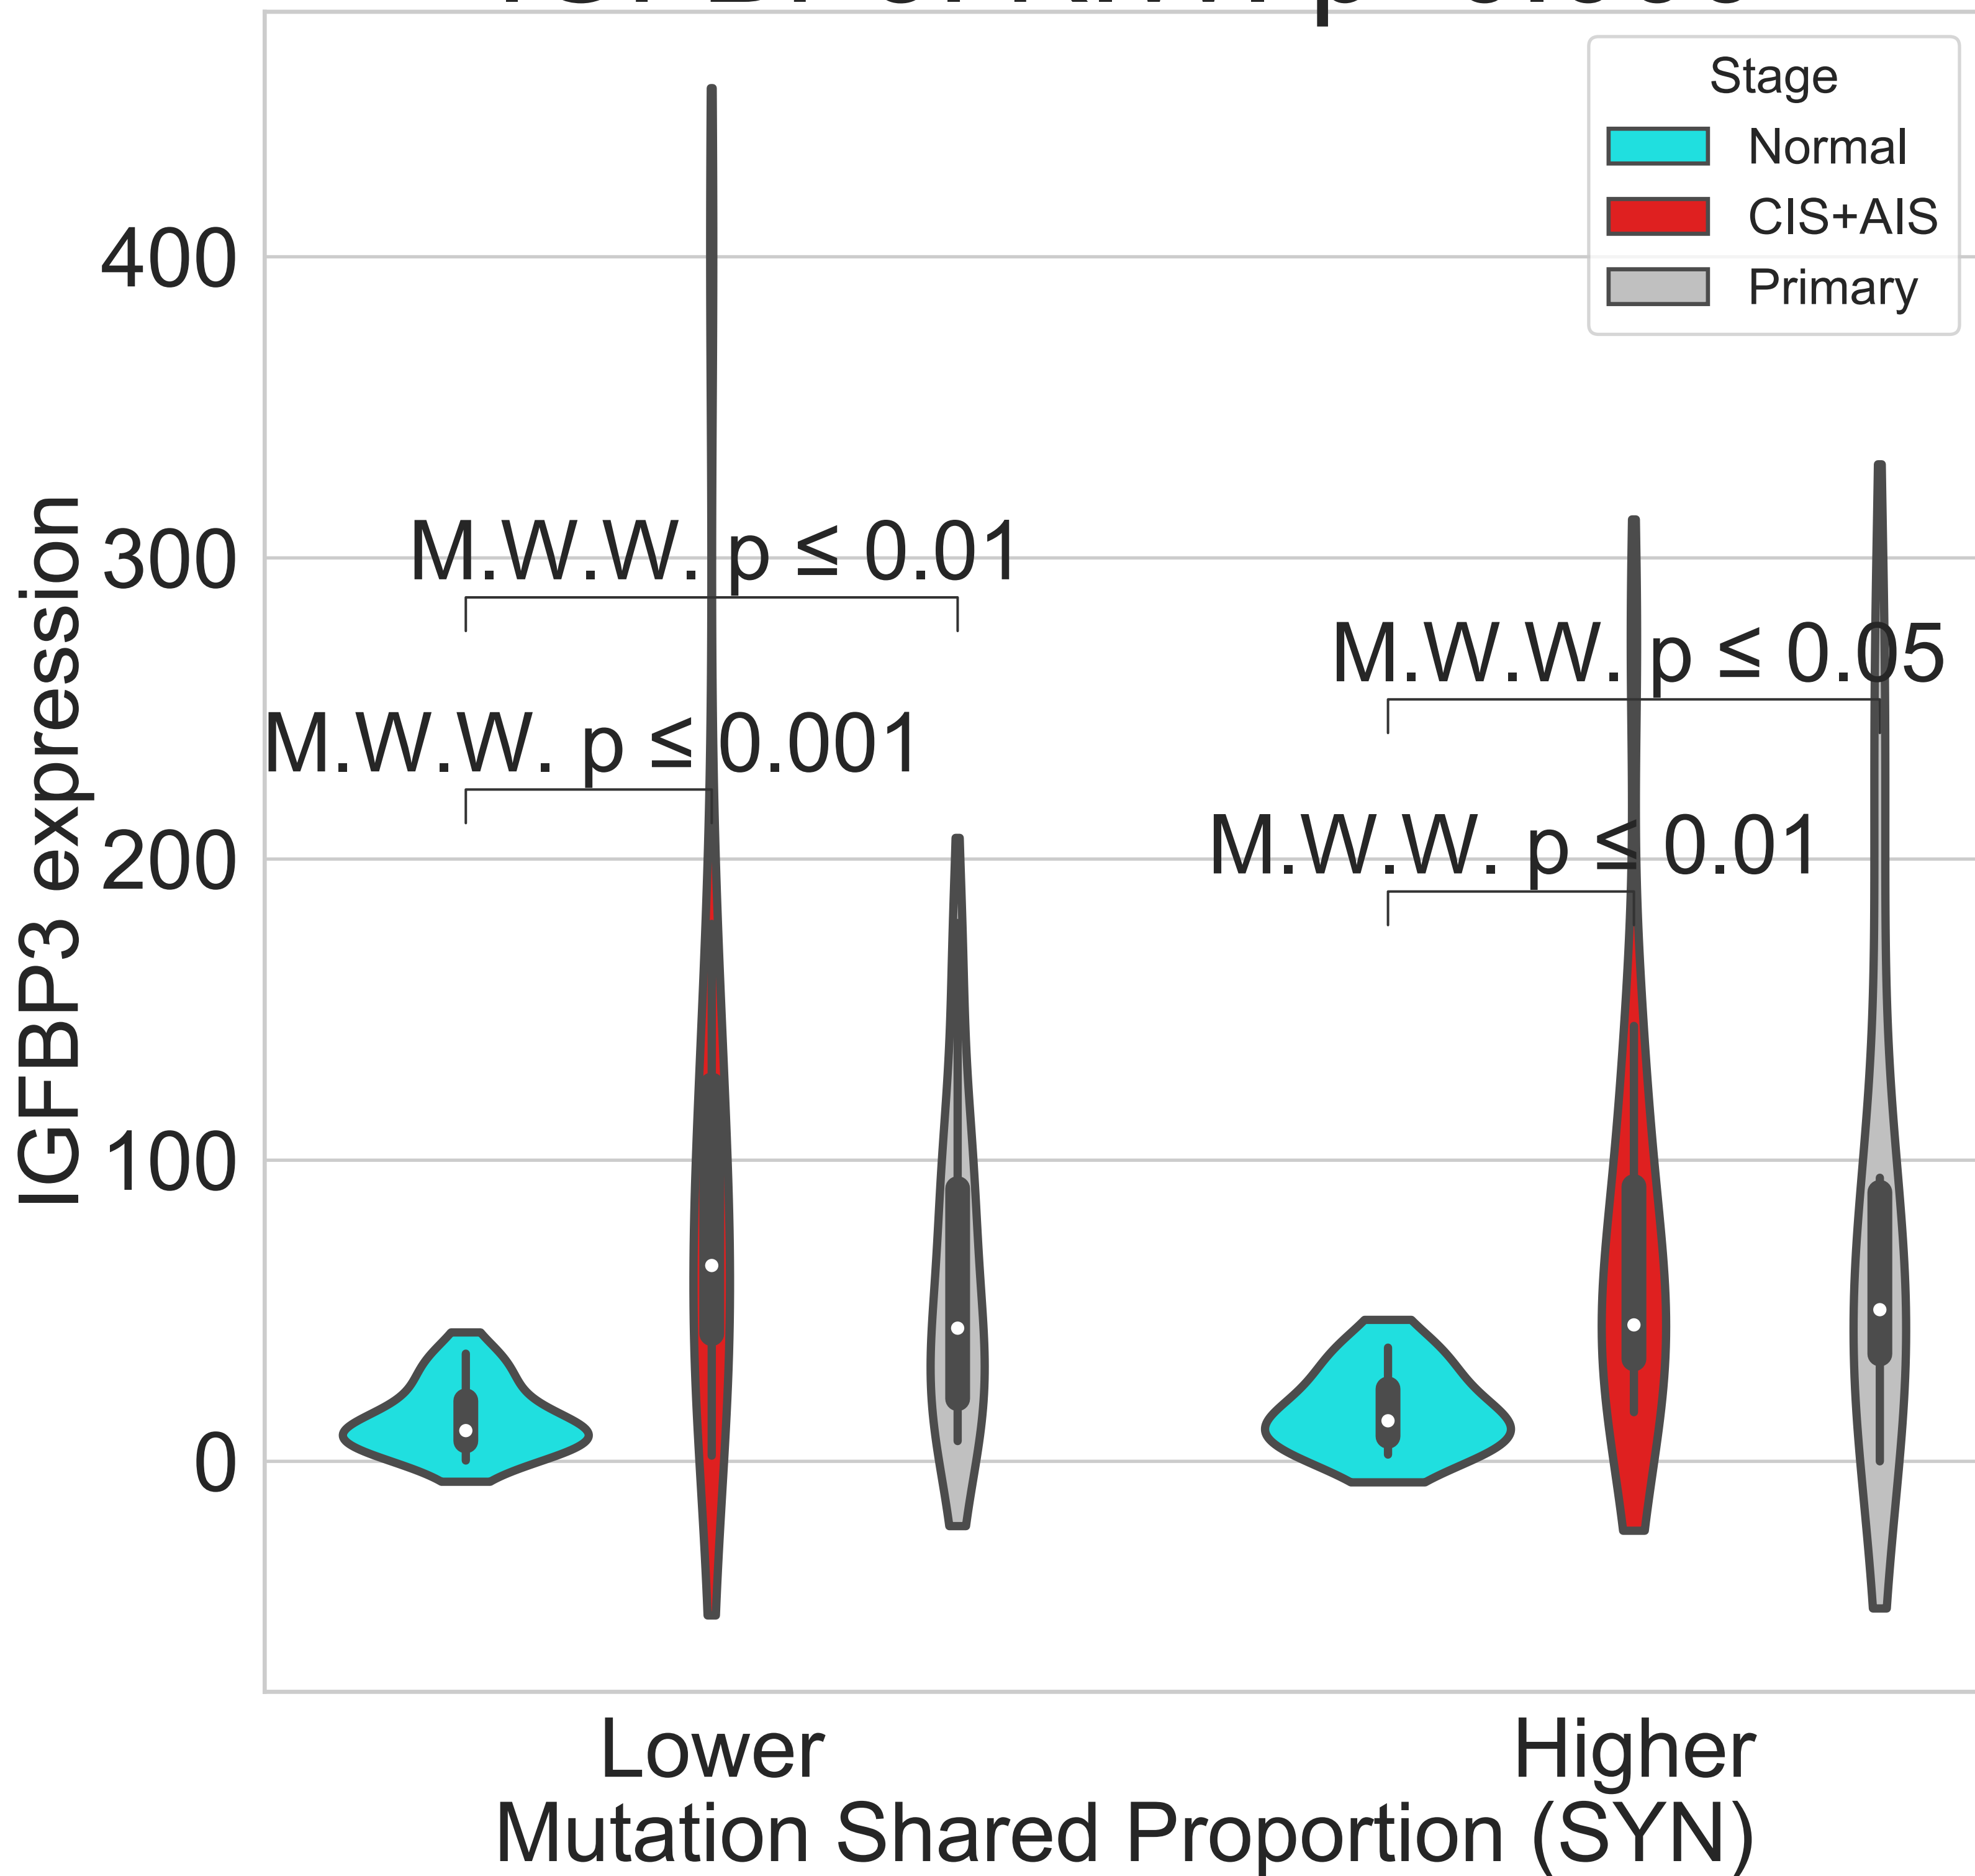 Stage
Normal
CIS+AIS
Primary
400
300
200
100
0
IGFBP3 expression
M.W.W. p ≤ 0.01
M.W.W. p ≤ 0.001
M.W.W. p ≤ 0.05
M.W.W. p ≤ 0.01
Lower
Higher
Mutation Shared Proportion (SYN)